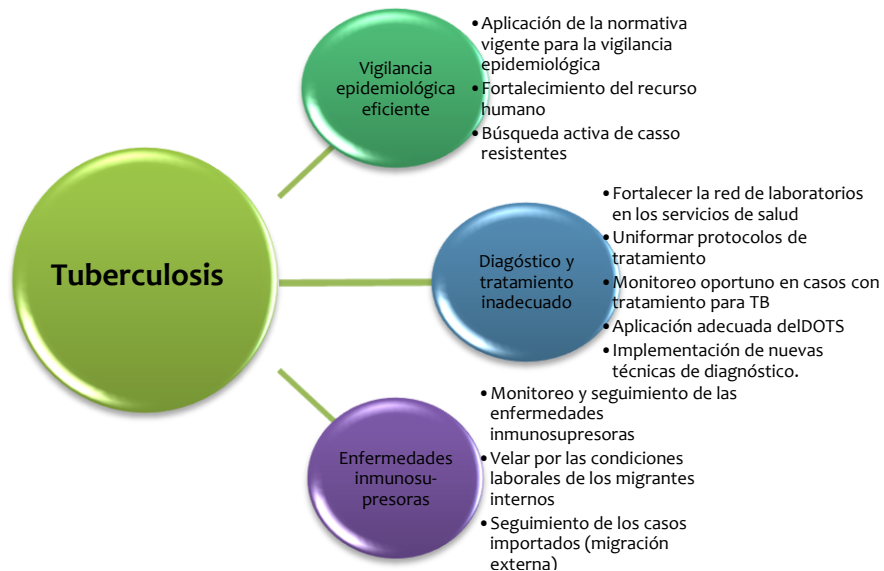 Tuberculosis
Vigilancia
epidemiológica
eficiente
•Aplicación de la normativa
vigente para la vigilancia
epidemiológica
•Fortalecimiento del recurso
humano
•Búsqueda activa de casso
resistentes
Diagóstico y
tratamiento
inadecuado
•Fortalecer la red de laboratorios
en los servicios de salud
•Uniformar protocolos de
tratamiento
•Monitoreo oportuno en casos con
tratamiento para TB
•Aplicación adecuada delDOTS
•Implementación de nuevas
técnicas de diagnóstico.
Enfermedades
inmunosu-
presoras
•Monitoreo y seguimiento de las
enfermedades
inmunosupresoras
•Velar por las condiciones
laborales de los migrantes
internos
•Seguimiento de los casos
importados (migración
externa)